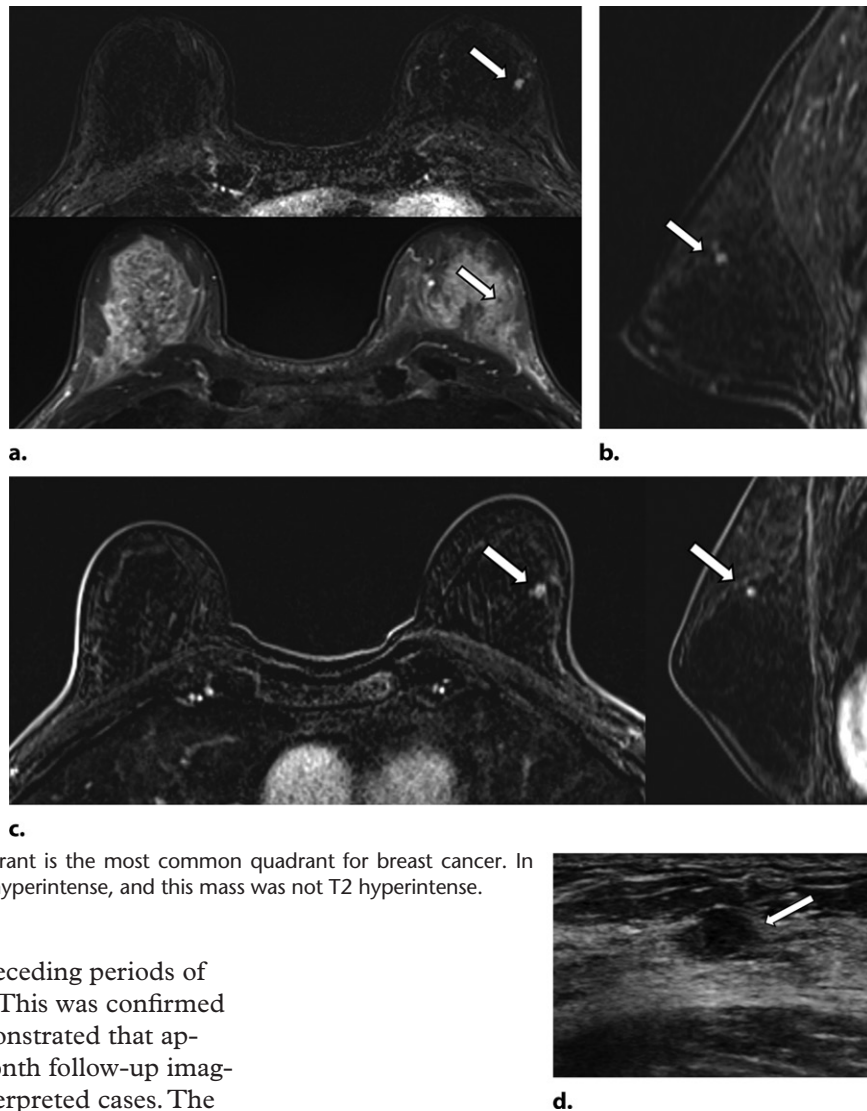 a.
b.
c.
rant is the most common quadrant for breast cancer. In
hyperintense, and this mass was not T2 hyperintense.
eceding periods of
This was confirmed
onstrated that ap-
onth follow-up imag-
erpreted cases. The
d.